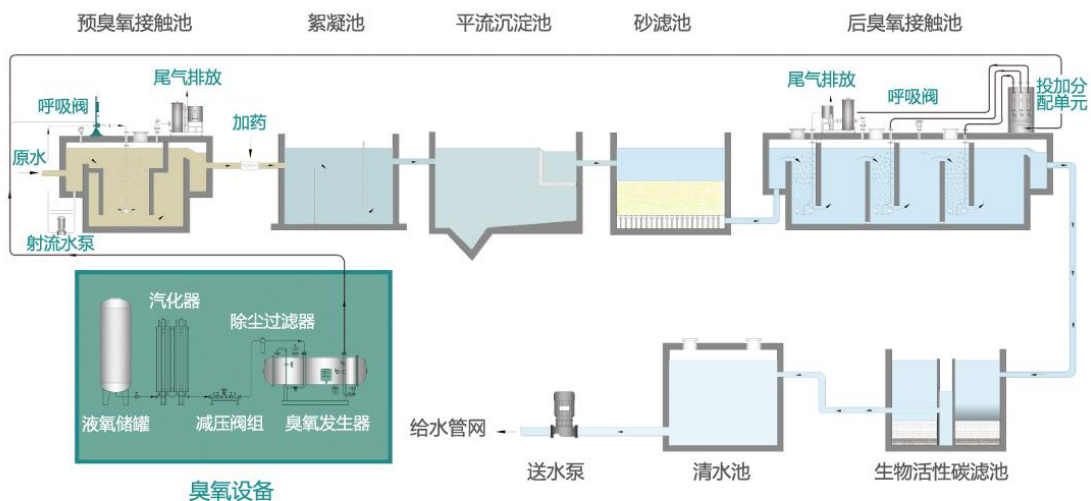 预臭氧接触池
絮凝池
平流沉淀池
砂滤池
后臭氧接触池
尾气排放
呼吸阀
加药
原水
射流水泵
尾气排放
呼吸阀
投加分
配单元
汽化器
除尘过滤器
液氧储罐
减压阀组
臭氧发生器
臭氧设备
给水管网
送水泵
清水池
生物活性碳滤池